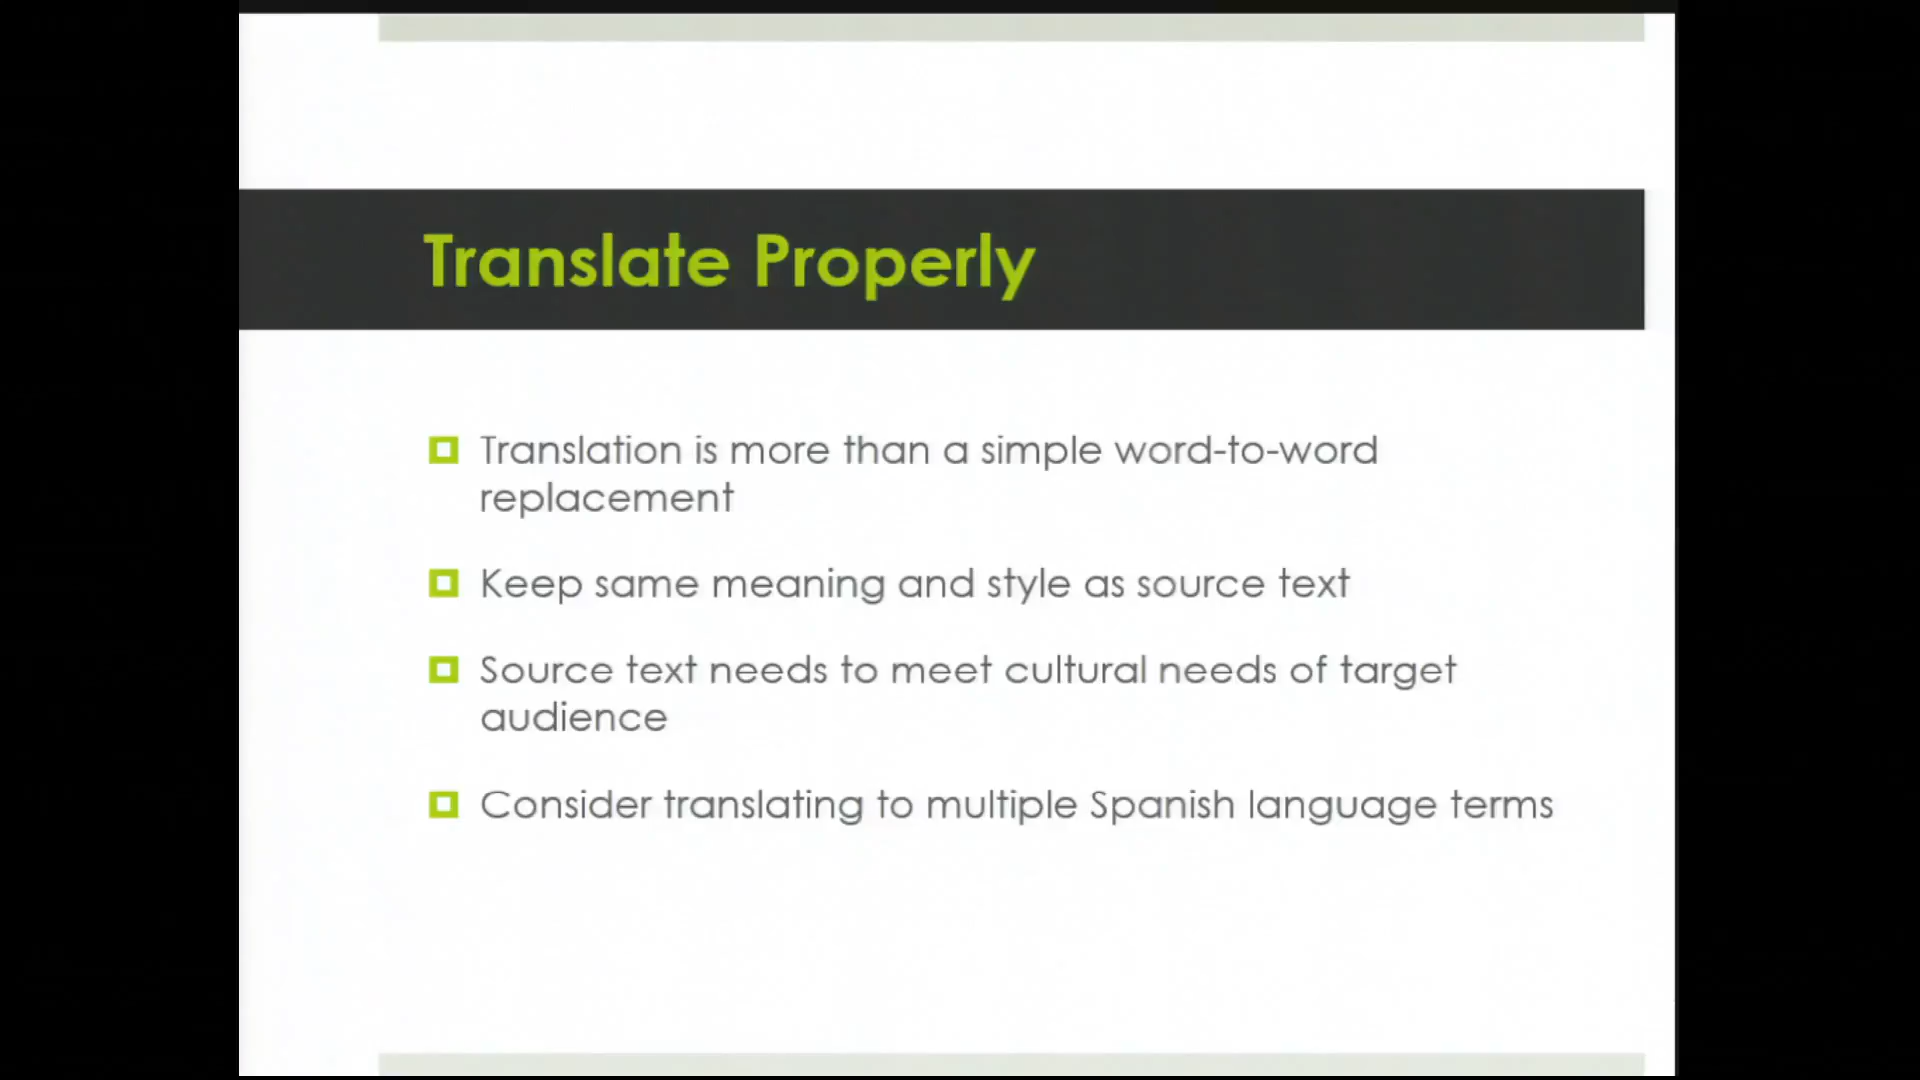 Translate Properly
Translation is more than a simple word-to-word
replacement
Keep same meaning and style as source text
Source text needs to meet cultural needs of target
audience
Consider translating to multiple Spanish language terms